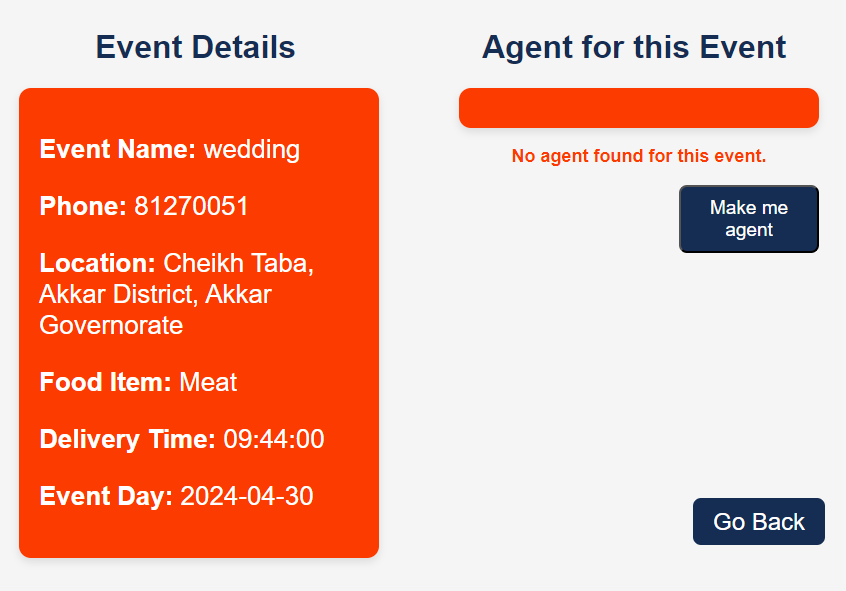 Event Details
Event Name: wedding
Phone: 81270051
Location: Cheikh Taba,
Akkar District, Akkar
Governorate
Food Item: Meat
Delivery Time: 09:44:00
Event Day: 2024-04-30
Agent for this Event
No agent found for this event.
Make me
agent
Go Back